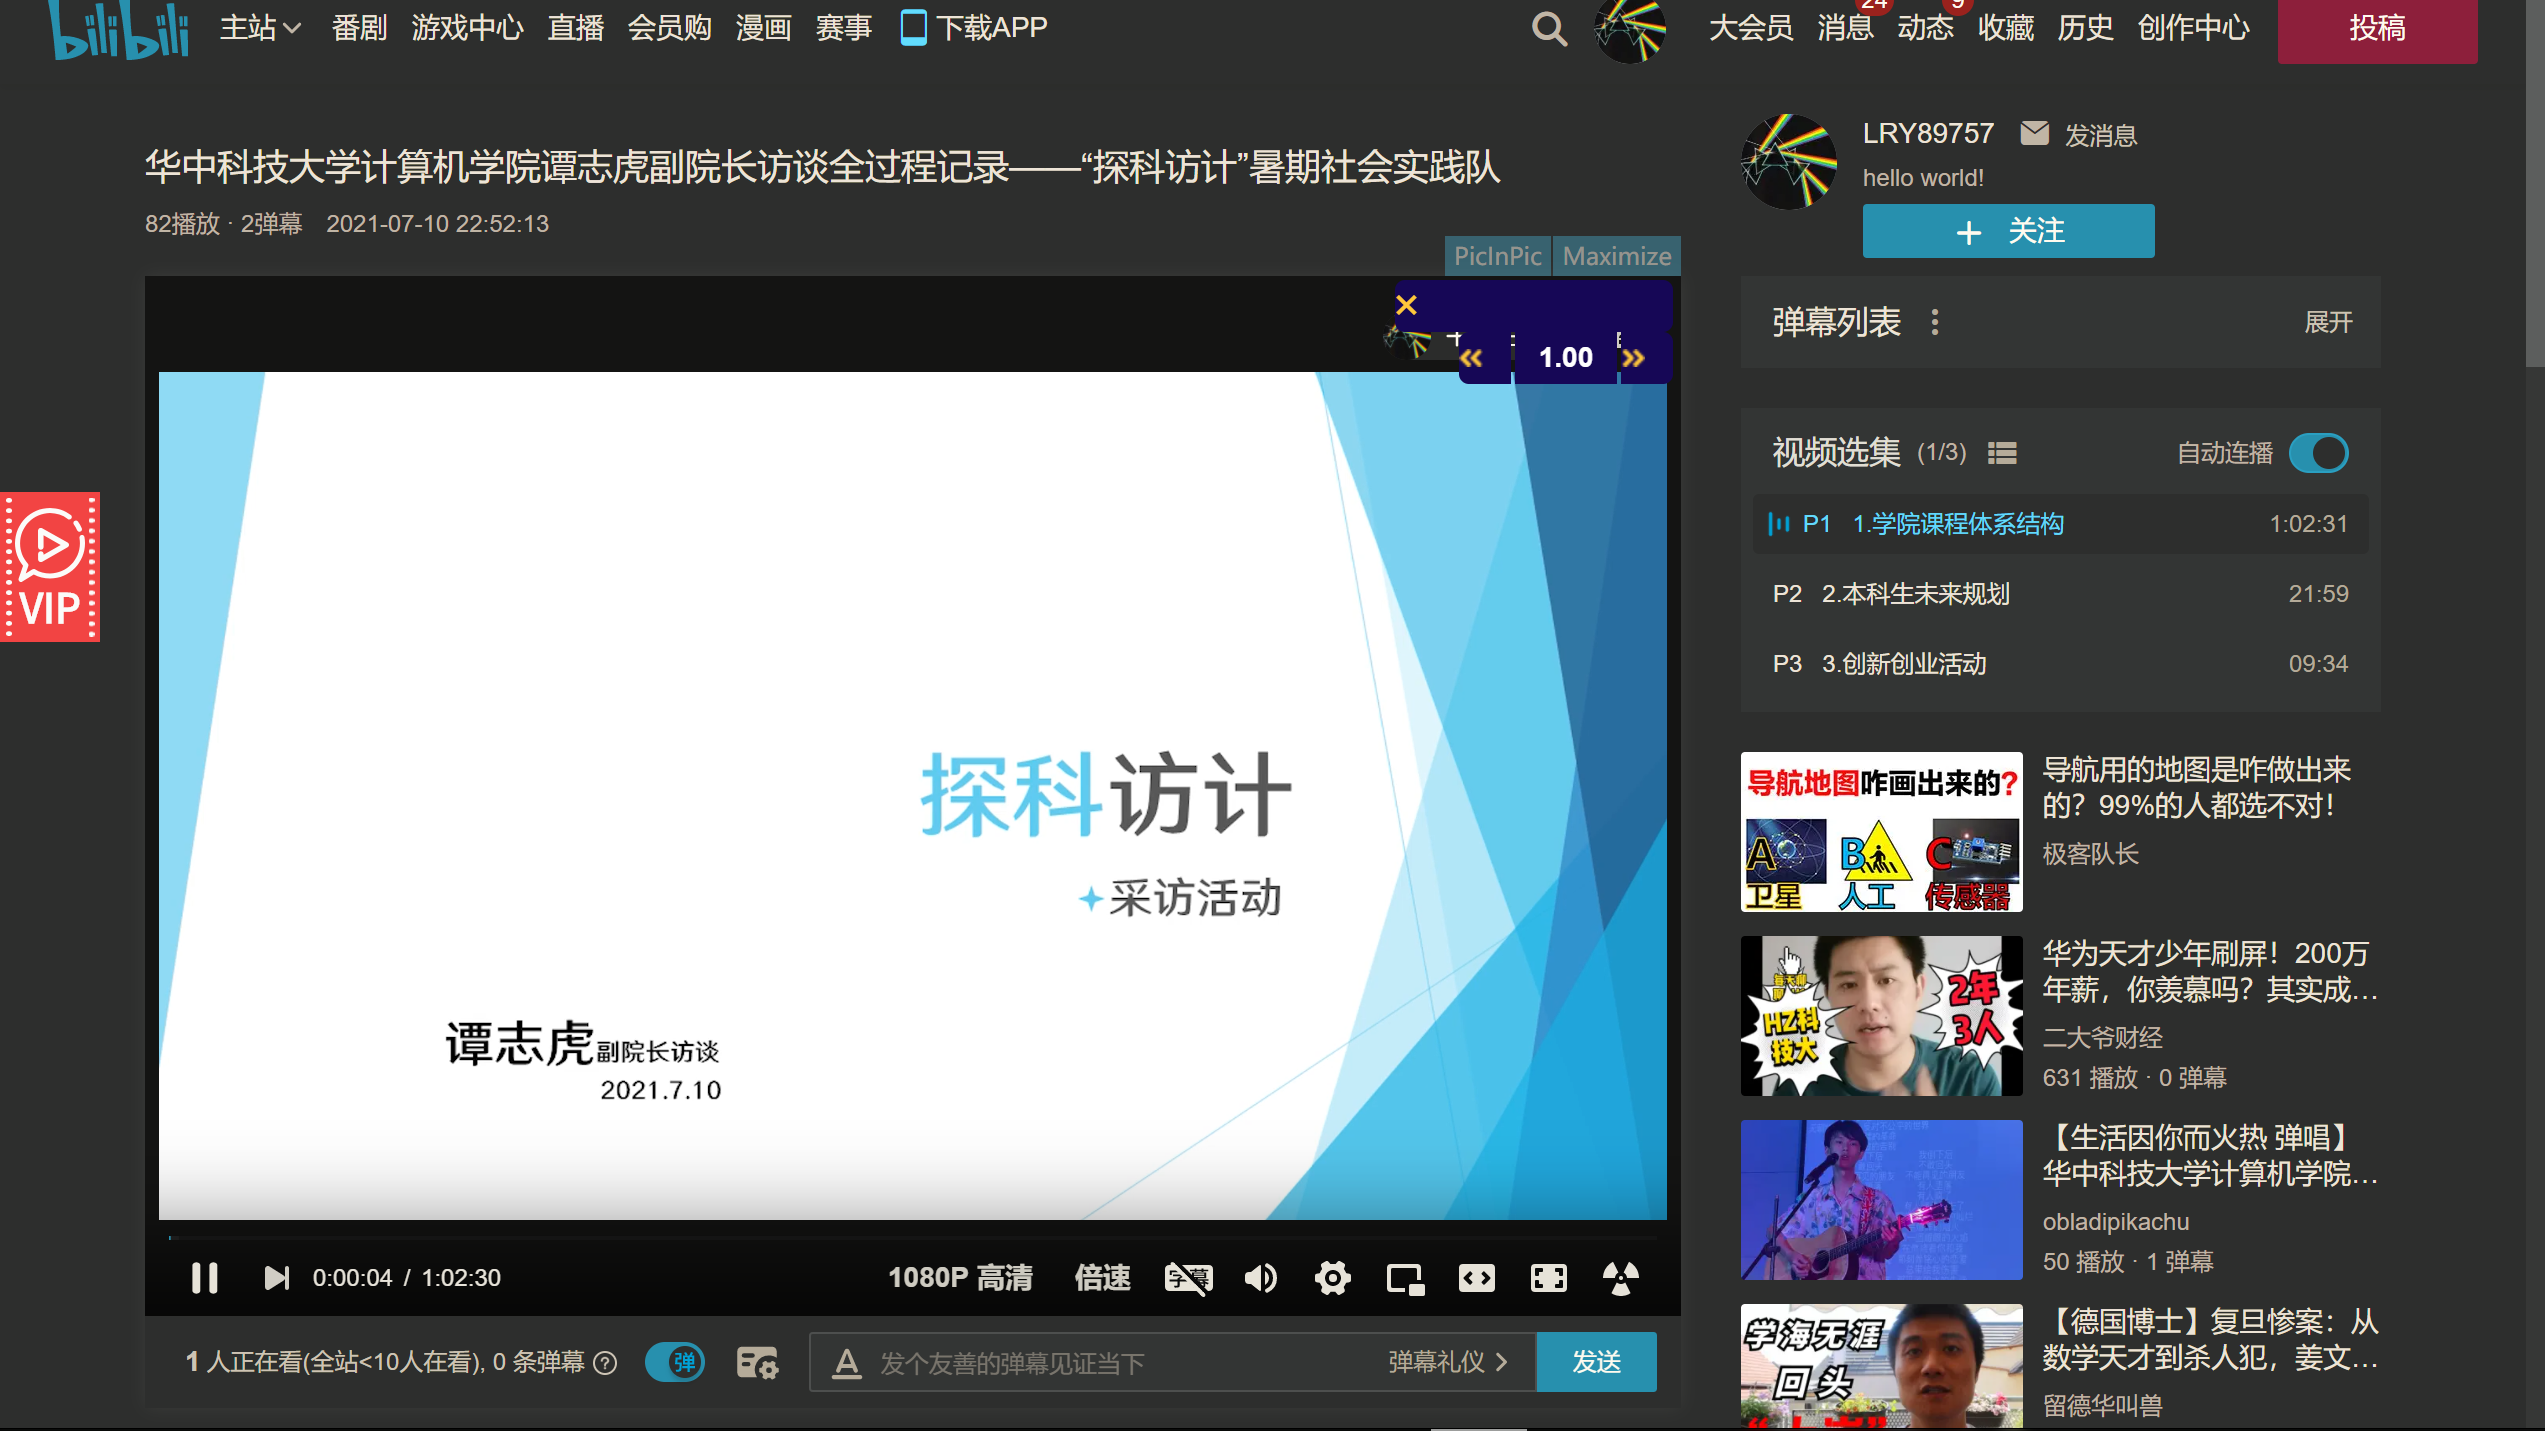 bilibili 主站 番剧 游戏中心 直播 会员购 漫画 赛事 下载APP
大会员 消息 24 动态 9 收藏 历史 创作中心 投稿
华中科技大学计算机学院谭志虎副院长访谈全过程记录——“探科访计”暑期社会实践队
82播放 · 2弹幕 2021-07-10 22:52:13
PicInPic Maximize
1.00
探科访计
采访活动
谭志虎副院长访谈
2021.7.10
VIP
0:00:04 / 1:02:30 1080P 高清 倍速 字幕
1 人正在看(全站<10人在看), 0 条弹幕 弹 发个友善的弹幕见证当下 弹幕礼仪 发送
LRY89757 发消息
hello world!
关注
弹幕列表 展开
视频选集 (1/3) 自动连播
P1 1.学院课程体系结构 1:02:31
P2 2.本科生未来规划 21:59
P3 3.创新创业活动 09:34
导航地图咋画出来的?
A B C
卫星 人工 传感器
导航用的地图是咋做出来
的？99%的人都选不对！
极客队长
HZ科
技大
2年
3人
华为天才少年刷屏！200万
年薪，你羡慕吗？其实成...
二大爷财经
631 播放 · 0 弹幕
【生活因你而火热 弹唱】
华中科技大学计算机学院...
obladipikachu
50 播放 · 1 弹幕
学海无涯
回头
【德国博士】复旦惨案：从
数学天才到杀人犯，姜文...
留德华叫兽